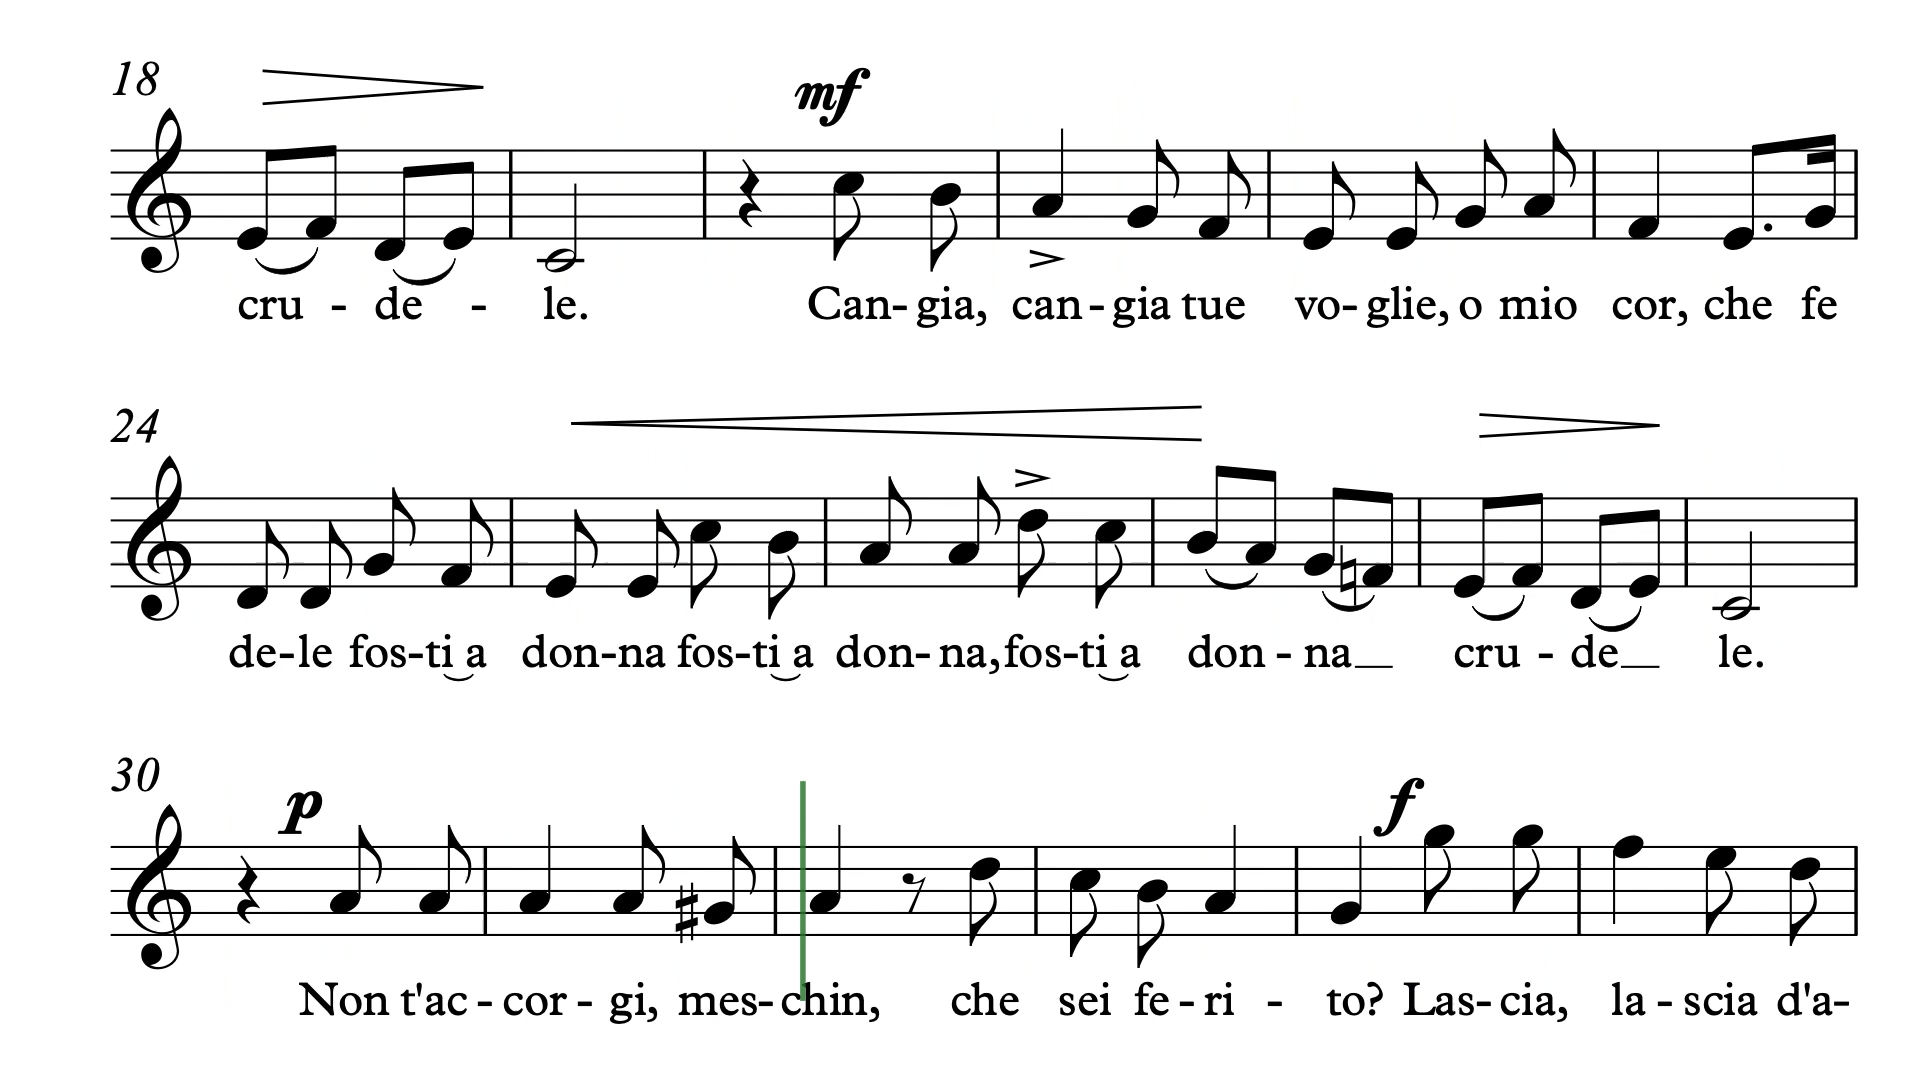 18
mf
cru - de - le. Can-gia, can-gia tue vo-glie, o mio cor, che fe
24
de-le fos-ti a don-na fos-ti a don-na, fos-ti a don-na__ cru-de__ le.
30
p f
Non t'ac-cor-gi, mes-chin, che sei fe-ri - to? Las-cia, la-scia d'a-